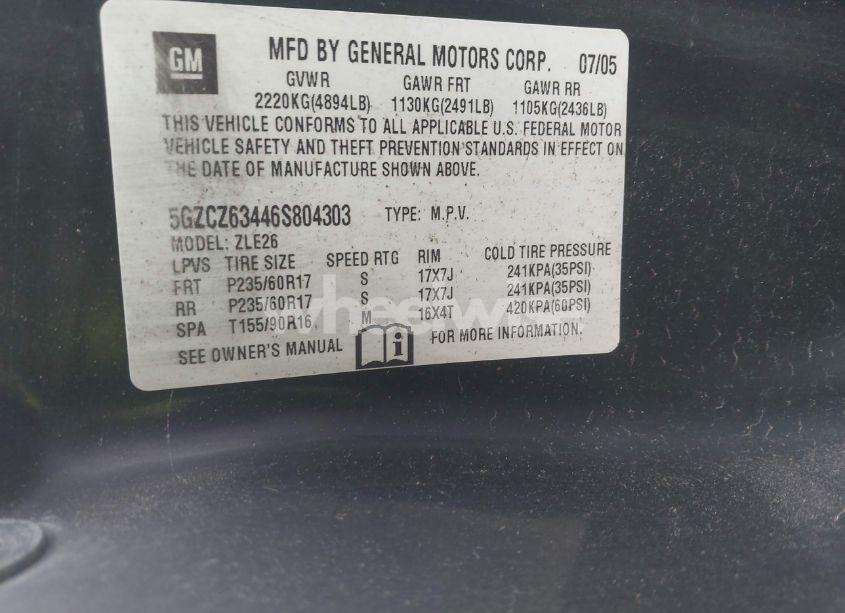 GM
MFD BY GENERAL MOTORS CORP. 07/05
GVWR GAWR FRT GAWR RR
2220KG(4894LB) 1130KG(2491LB) 1105KG(2436LB)
THIS VEHICLE CONFORMS TO ALL APPLICABLE U.S. FEDERAL MOTOR
VEHICLE SAFETY AND THEFT PREVENTION STANDARDS IN EFFECT ON
THE DATE OF MANUFACTURE SHOWN ABOVE.
5GZCZ63446S804303 TYPE: M.P.V.
MODEL: ZLE26
LPVS TIRE SIZE SPEED RTG RIM COLD TIRE PRESSURE
FRT P235/60R17 S 17X7J 241KPA(35PSI)
RR P235/60R17 S 17X7J 241KPA(35PSI)
SPA T155/90R16 M 16X4T 420KPA(60PSI)
SEE OWNER'S MANUAL i FOR MORE INFORMATION.